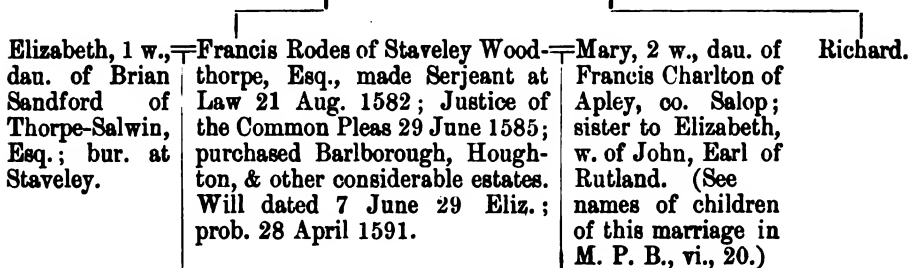 Elizabeth, 1 w.,
dau. of Brian
Sandford of
Thorpe-Salwin,
Esq.; bur. at
Staveley.
Francis Rodes of Staveley Wood-
thorpe, Esq., made Serjeant at
Law 21 Aug. 1582; Justice of
the Common Pleas 29 June 1585;
purchased Barlborough, Hough-
ton, & other considerable estates.
Will dated 7 June 29 Eliz.;
prob. 28 April 1591.
Mary, 2 w., dau. of
Francis Charlton of
Apley, co. Salop;
sister to Elizabeth,
w. of John, Earl of
Rutland. (See
names of children
of this marriage in
M. P. B., vi., 20.)
Richard.